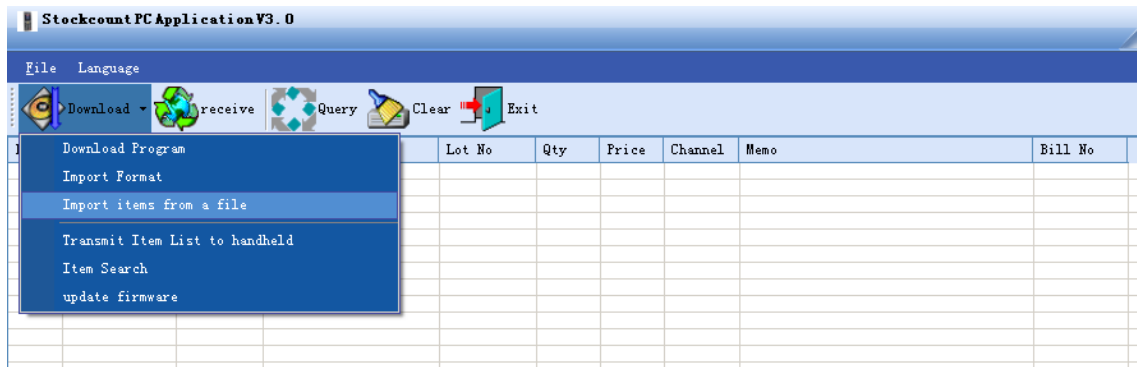 Stockcount PC Application V3.0
File Language
Download receive Query Clear Exit
Lot No Qty Price Channel Memo Bill No
Download Program
Import Format
Import items from a file
Transmit Item List to handheld
Item Search
update firmware